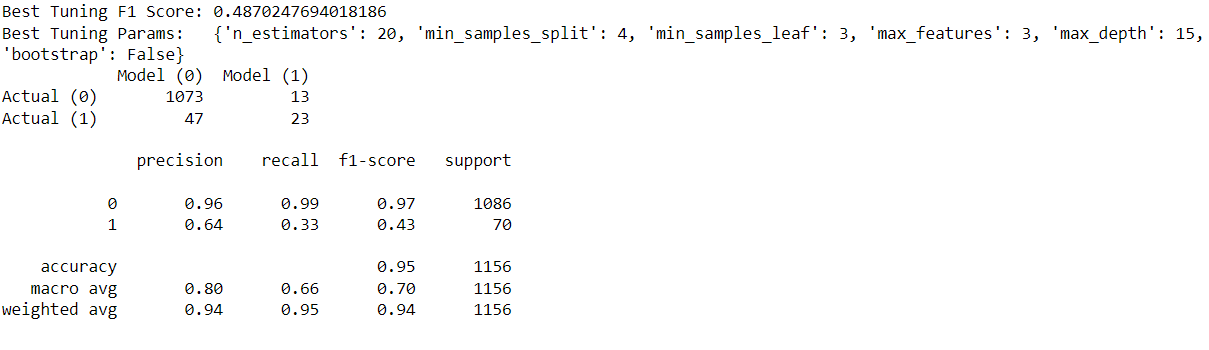 Best Tuning F1 Score: 0.4870247694018186
Best Tuning Params:   {'n_estimators': 20, 'min_samples_split': 4, 'min_samples_leaf': 3, 'max_features': 3, 'max_depth': 15,
'bootstrap': False}
            Model (0)  Model (1)
Actual (0)       1073         13
Actual (1)         47         23

              precision    recall  f1-score   support

           0       0.96      0.99      0.97      1086
           1       0.64      0.33      0.43        70

    accuracy                           0.95      1156
   macro avg       0.80      0.66      0.70      1156
weighted avg       0.94      0.95      0.94      1156